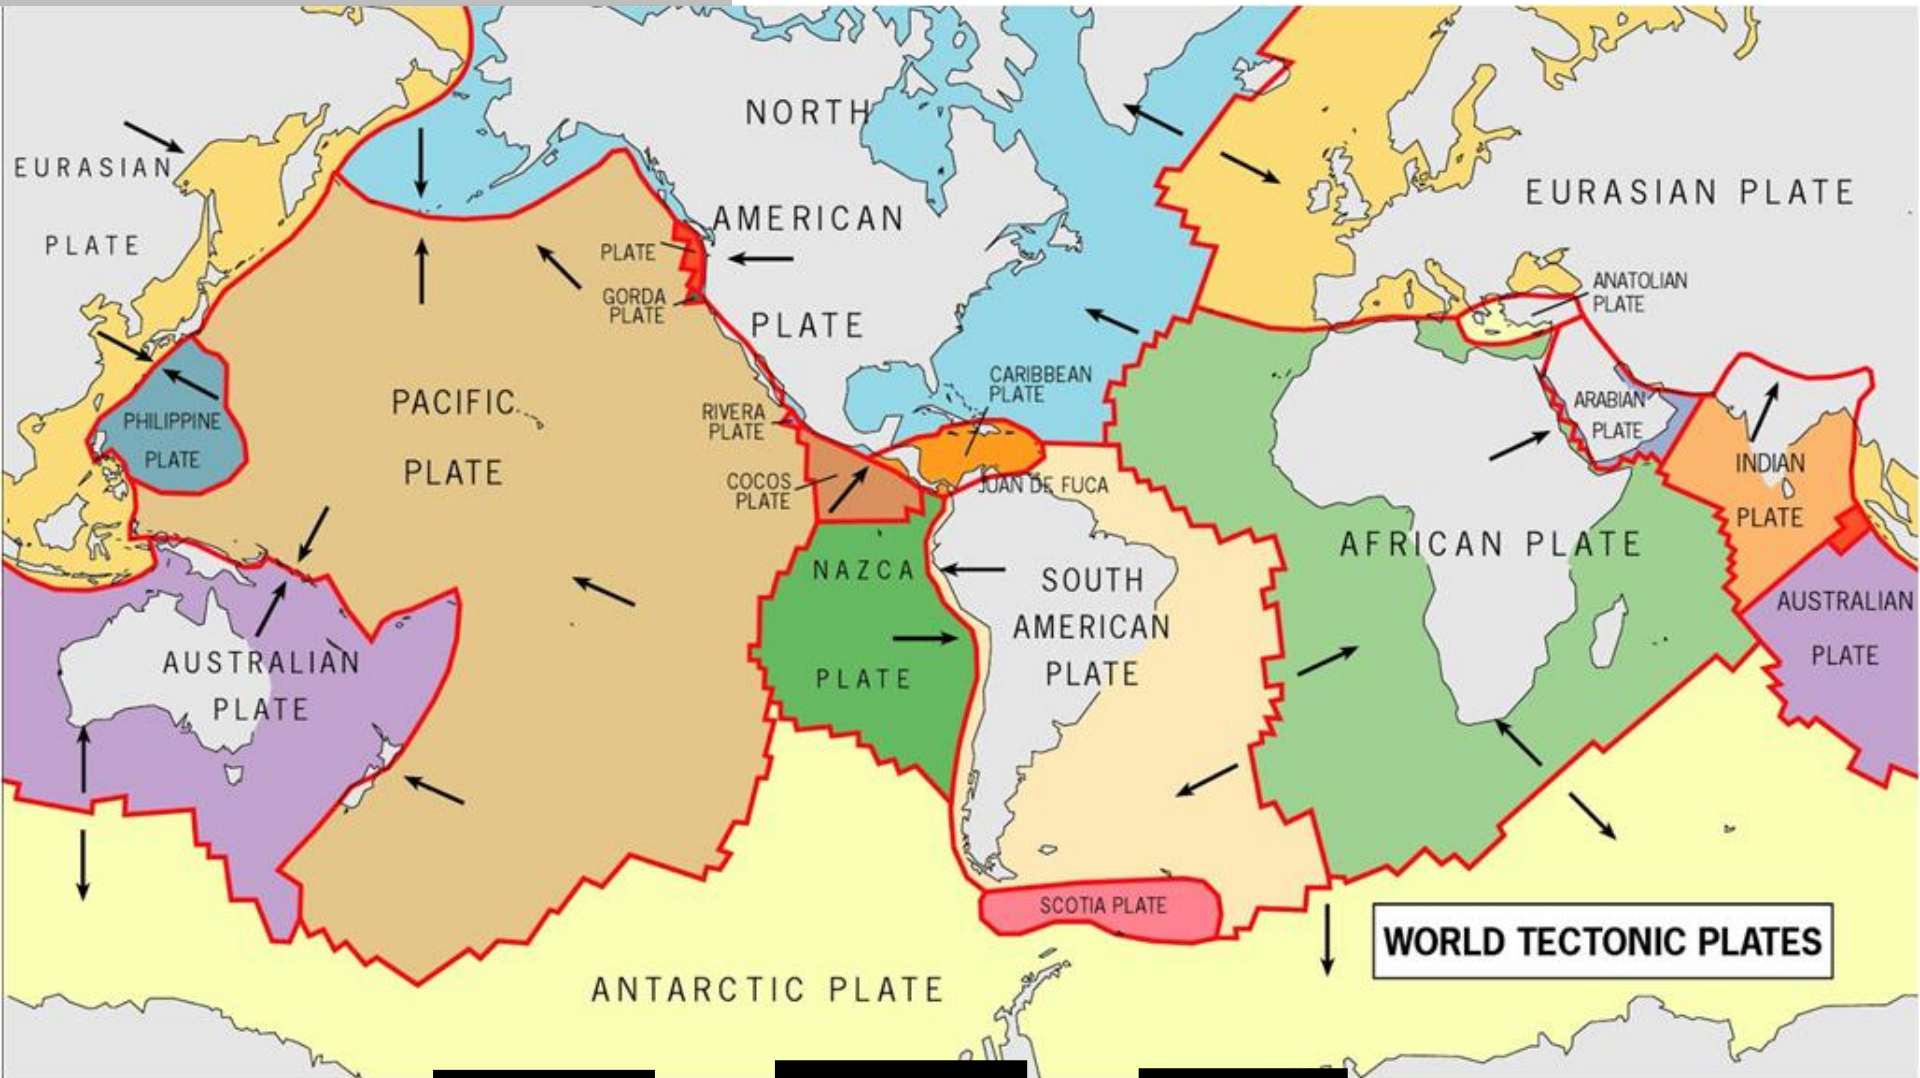 NORTH
AMERICAN
PLATE
EURASIAN
PLATE
EURASIAN PLATE
PLATE
GORDA
PLATE
ANATOLIAN
PLATE
CARIBBEAN
PLATE
PACIFIC
PLATE
PHILIPPINE
PLATE
RIVERA
PLATE
COCOS
PLATE
JUAN DE FUCA
ARABIAN
PLATE
INDIAN
PLATE
AFRICAN PLATE
NAZCA
PLATE
SOUTH
AMERICAN
PLATE
AUSTRALIAN
PLATE
AUSTRALIAN
PLATE
SCOTIA PLATE
WORLD TECTONIC PLATES
ANTARCTIC PLATE